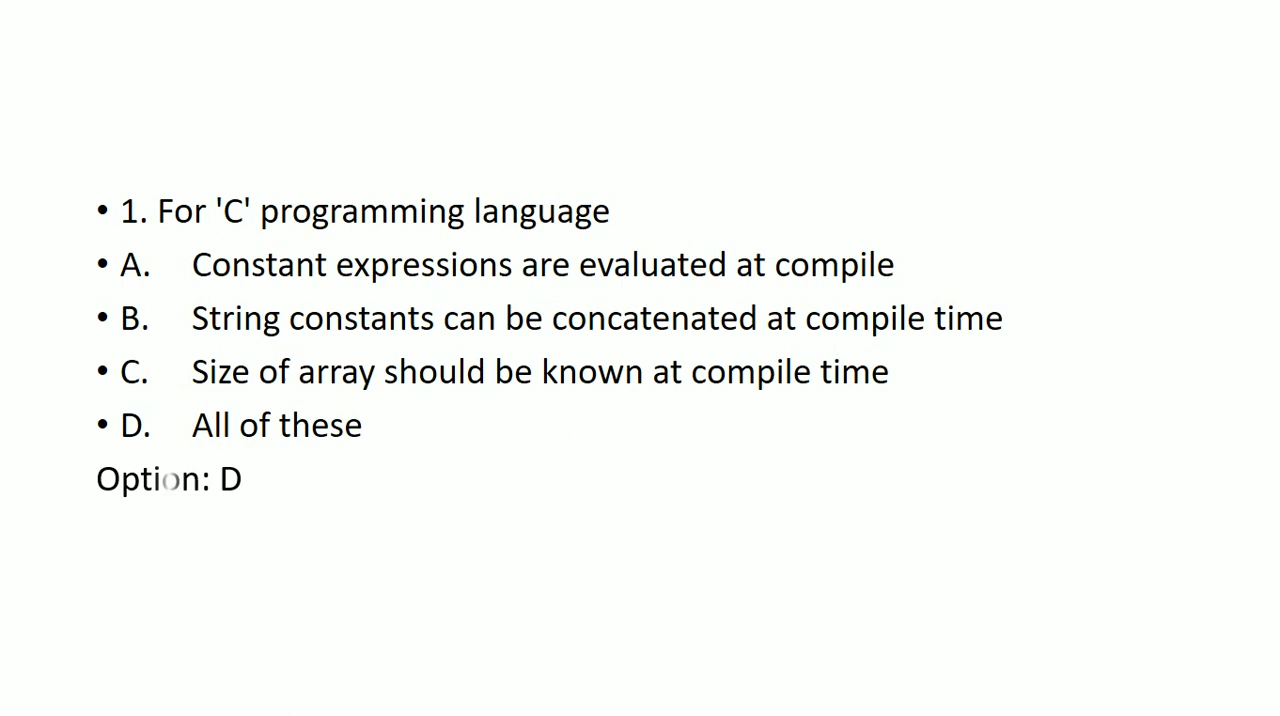 • 1. For 'C' programming language
• A. Constant expressions are evaluated at compile
• B. String constants can be concatenated at compile time
• C. Size of array should be known at compile time
• D. All of these
Option: D